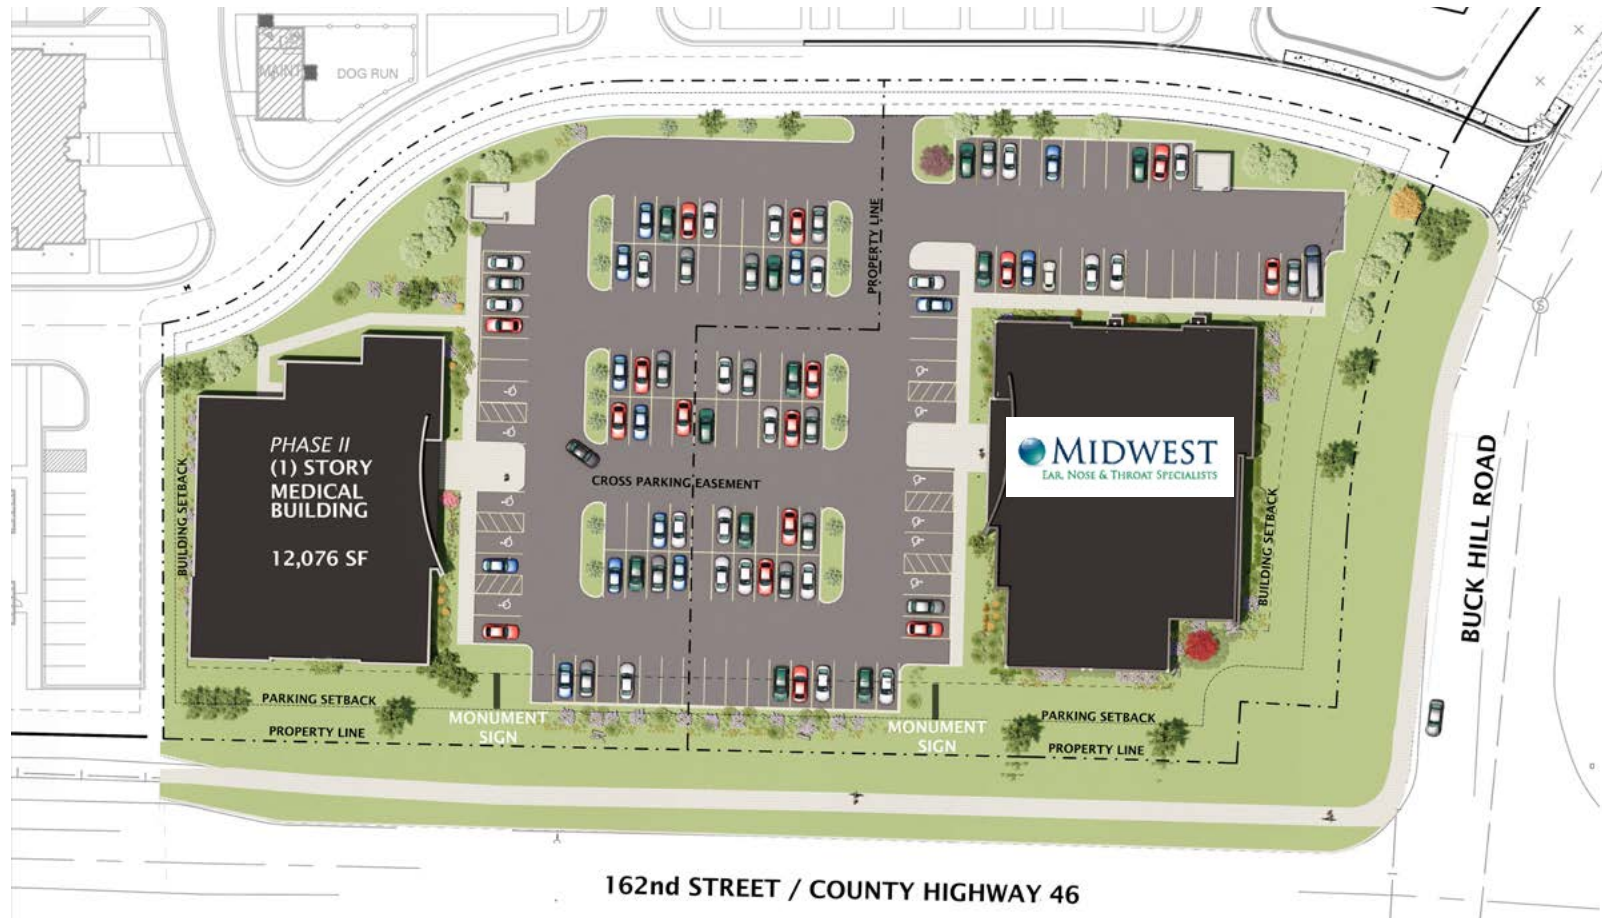 MAINT
DOG RUN
PROPERTY LINE
PHASE II
(1) STORY
MEDICAL
BUILDING
12,076 SF
BUILDING SETBACK
CROSS PARKING EASEMENT
MIDWEST
EAR, NOSE & THROAT SPECIALISTS
BUILDING SETBACK
BUCK HILL ROAD
PARKING SETBACK
PROPERTY LINE
MONUMENT
SIGN
MONUMENT
SIGN
PARKING SETBACK
PROPERTY LINE
162nd STREET / COUNTY HIGHWAY 46
S